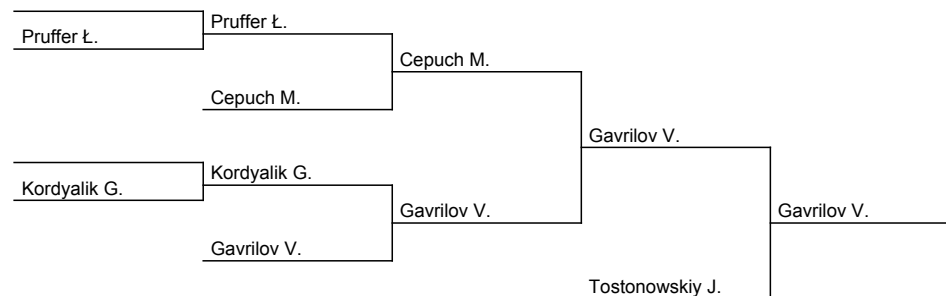 Pruffer Ł.
Pruffer Ł.
Cepuch M.
Cepuch M.
Gavrilov V.
Kordyalik G.
Kordyalik G.
Gavrilov V.
Gavrilov V.
Gavrilov V.
Tostonowskiy J.